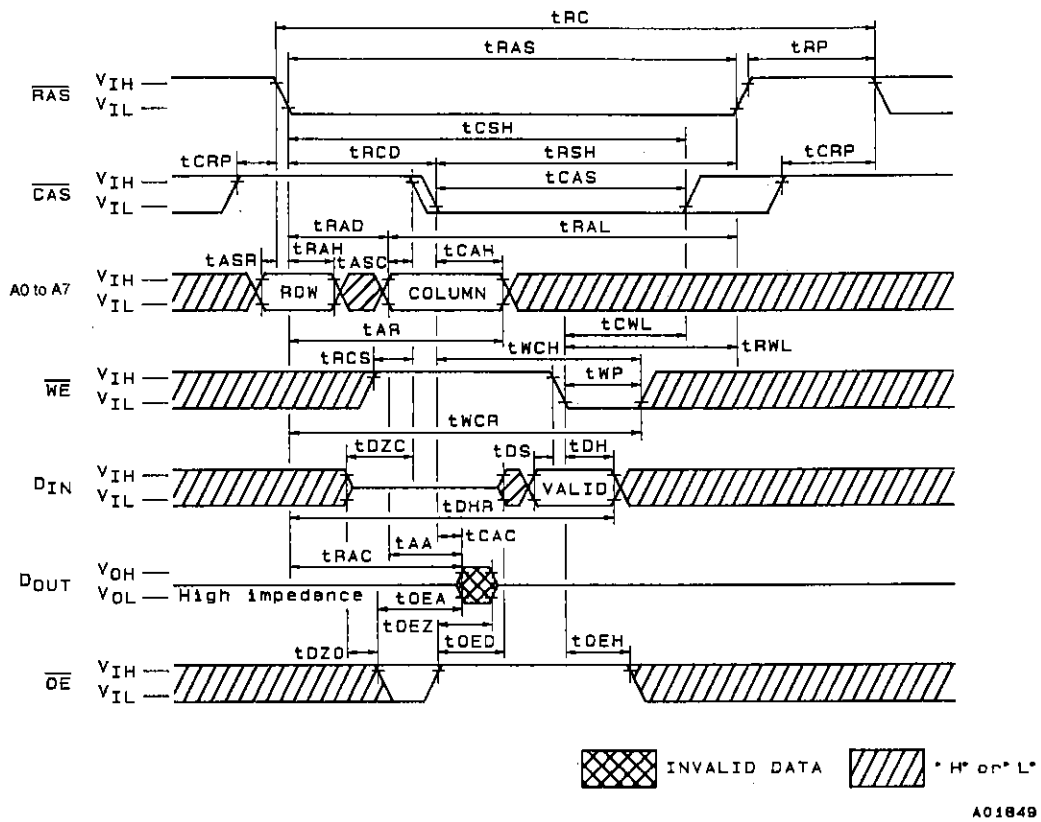 tRC
tRAS
tRP
RAS
VIH
VIL
tCSH
tRCD
tRSH
tCRP
tCRP
CAS
VIH
VIL
tCAS
tRAD
tRAL
tASR
tRAH
tASC
tCAH
A0 to A7
VIH
VIL
ROW
COLUMN
tCWL
tAR
tRWL
tRCS
tWCH
WE
VIH
VIL
tWP
tWCR
tDZC
tDS
tDH
DIN
VIH
VIL
VALID
tDHR
tCAC
tAA
tRAC
DOUT
VOH
VOL
High impedance
tOEA
tOEZ
tOED
tOEH
tDZO
OE
VIH
VIL
INVALID DATA
"H" or "L"
A01849